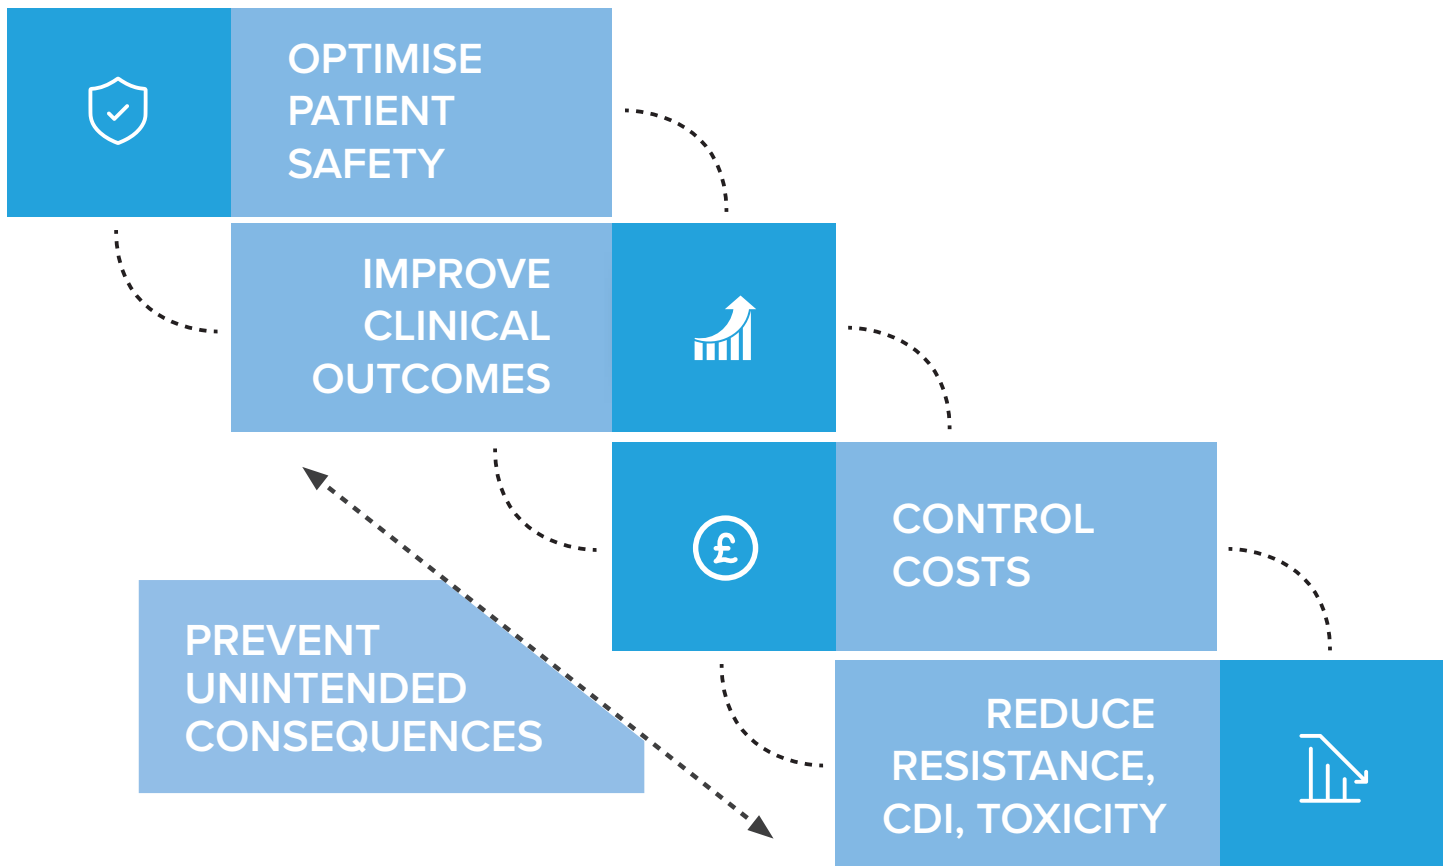 OPTIMISE
PATIENT
SAFETY
IMPROVE
CLINICAL
OUTCOMES
£
CONTROL
COSTS
PREVENT
UNINTENDED
CONSEQUENCES
REDUCE
RESISTANCE,
CDI, TOXICITY